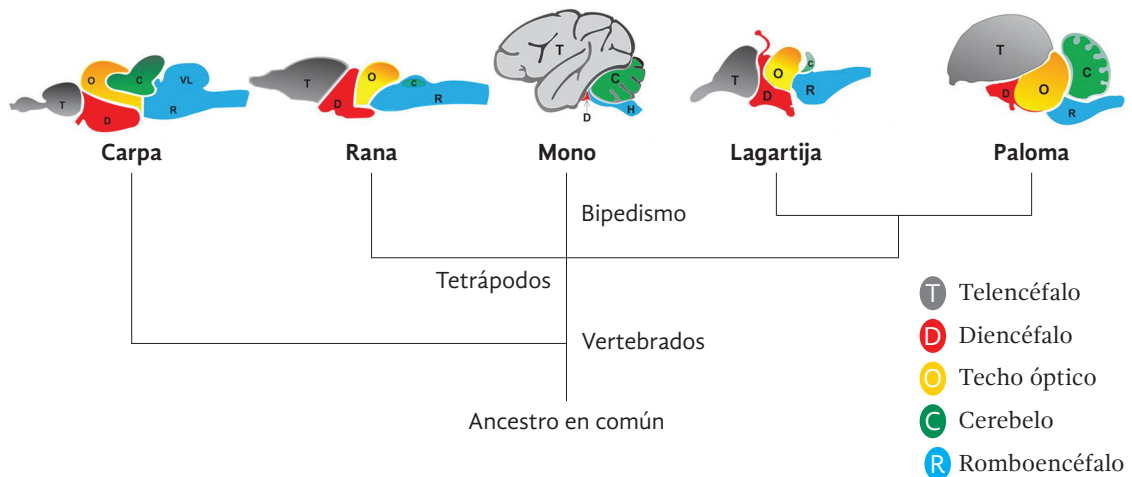 T O D C VL R
T D O C R
T C D H
T D O C R
T D O C R
Carpa Rana Mono Lagartija Paloma
Bipedismo
Tetrápodos
Vertebrados
Ancestro en común
T Telencéfalo
D Diencéfalo
O Techo óptico
C Cerebelo
R Romboencéfalo